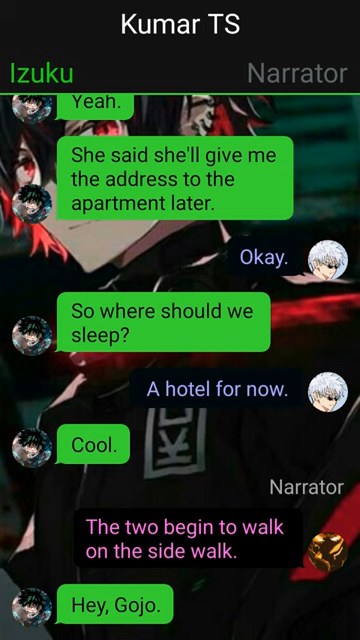 Kumar TS
Izuku
Narrator
Yeah.
She said she'll give me
the address to the
apartment later.
Okay.
So where should we
sleep?
A hotel for now.
Cool.
Narrator
The two begin to walk
on the side walk.
Hey, Gojo.